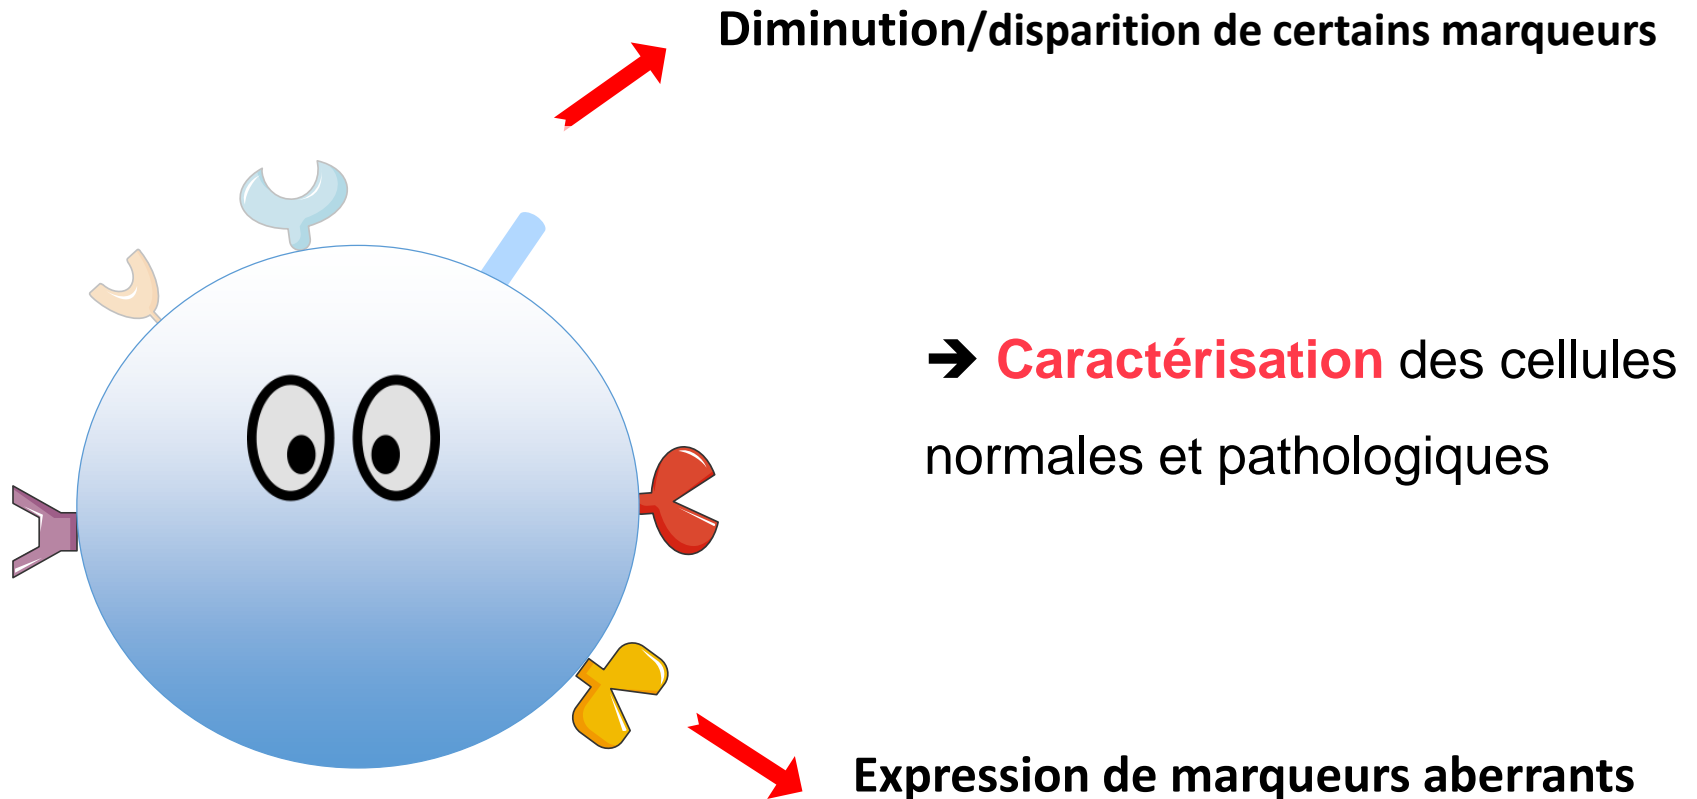 Diminution/disparition de certains marqueurs
➔ Caractérisation des cellules
normales et pathologiques
Expression de marqueurs aberrants